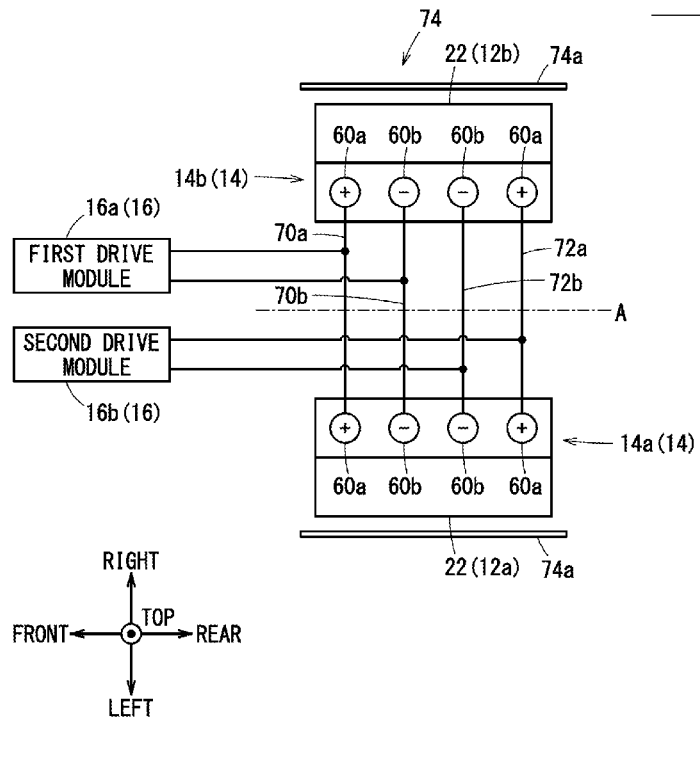 74
22(12b)
74a
60a 60b 60b 60a
14b(14)
+ − − +
16a(16)
70a
72a
FIRST DRIVE
MODULE
72b
70b
A
SECOND DRIVE
MODULE
16b(16)
+ − − +
14a(14)
60a 60b 60b 60a
22(12a)
74a
RIGHT
TOP
FRONT
REAR
LEFT